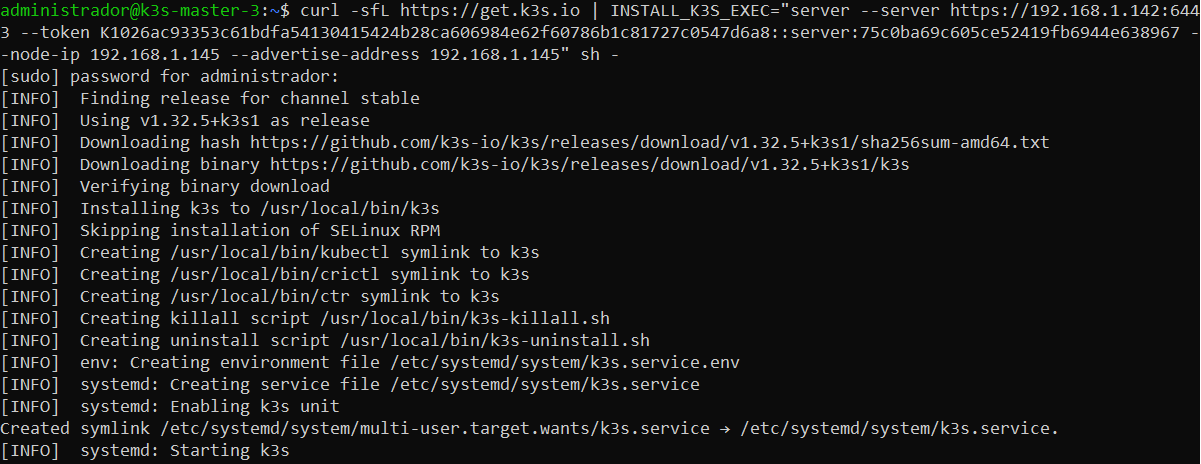 administrador@k3s-master-3:~$ curl -sfL https://get.k3s.io | INSTALL_K3S_EXEC="server --server https://192.168.1.142:644
3 --token K1026ac93353c61bdfa54130415424b28ca606984e62f60786b1c81727c0547d6a8::server:75c0ba69c605ce52419fb6944e638967 -
-node-ip 192.168.1.145 --advertise-address 192.168.1.145" sh -
[sudo] password for administrador:
[INFO]  Finding release for channel stable
[INFO]  Using v1.32.5+k3s1 as release
[INFO]  Downloading hash https://github.com/k3s-io/k3s/releases/download/v1.32.5+k3s1/sha256sum-amd64.txt
[INFO]  Downloading binary https://github.com/k3s-io/k3s/releases/download/v1.32.5+k3s1/k3s
[INFO]  Verifying binary download
[INFO]  Installing k3s to /usr/local/bin/k3s
[INFO]  Skipping installation of SELinux RPM
[INFO]  Creating /usr/local/bin/kubectl symlink to k3s
[INFO]  Creating /usr/local/bin/crictl symlink to k3s
[INFO]  Creating /usr/local/bin/ctr symlink to k3s
[INFO]  Creating killall script /usr/local/bin/k3s-killall.sh
[INFO]  Creating uninstall script /usr/local/bin/k3s-uninstall.sh
[INFO]  env: Creating environment file /etc/systemd/system/k3s.service.env
[INFO]  systemd: Creating service file /etc/systemd/system/k3s.service
[INFO]  systemd: Enabling k3s unit
Created symlink /etc/systemd/system/multi-user.target.wants/k3s.service → /etc/systemd/system/k3s.service.
[INFO]  systemd: Starting k3s